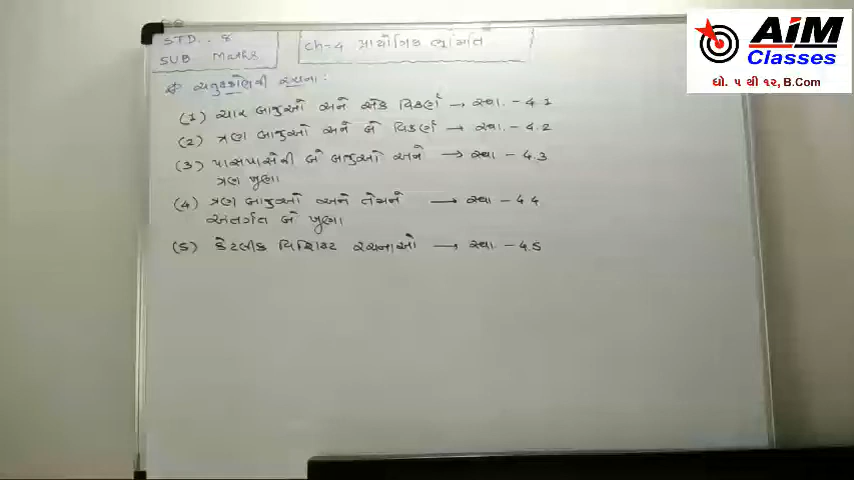 STD. 8
SUB Maths
ch-4 પ્રાયોગિક ભૂમિતિ
* ચતુષ્કોણની રચના :
(1) ચાર બાજુઓ અને એક વિકર્ણ → સ્વા. - 4.1
(2) ત્રણ બાજુઓ અને બે વિકર્ણ → સ્વા. - 4.2
(3) પાસપાસેની બે બાજુઓ અને → સ્વા - 4.3
ત્રણ ખૂણા
(4) ત્રણ બાજુઓ અને તેમને → સ્વા - 4.4
અંતર્ગત બે ખૂણા
(5) કેટલીક વિશિષ્ટ રચનાઓ → સ્વા - 4.5
AiM
Classes
ધો. ૫ થી ૧૨, B.Com